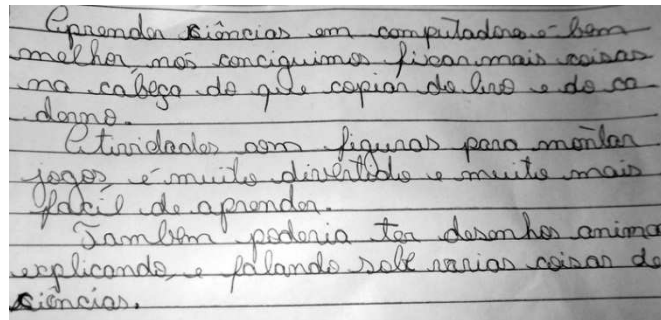 Aprender ciências em computadores é bem
melhor nós conciguimos fixar mais coisas
na cabeça do que copiar do livro e do ca
derno.
Atividades com figuras para montar
jogos é muito divertido e muito mais
fácil de aprender.
Tambem poderia ter desenhos anima
explicando, e falando sobre varias coisas de
ciências.